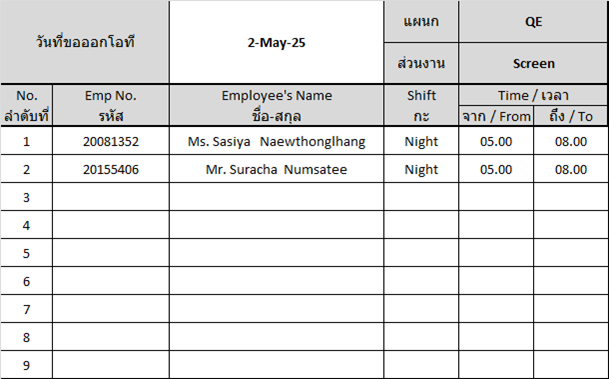 วันที่ขอออกโอที 2-May-25 แผนก QE
ส่วนงาน Screen
No. Emp No. Employee's Name Shift Time / เวลา
ลำดับที่ รหัส ชื่อ-สกุล กะ จาก / From ถึง / To
1 20081352 Ms. Sasiya Naewthonglhang Night 05.00 08.00
2 20155406 Mr. Suracha Numsatee Night 05.00 08.00
3
4
5
6
7
8
9